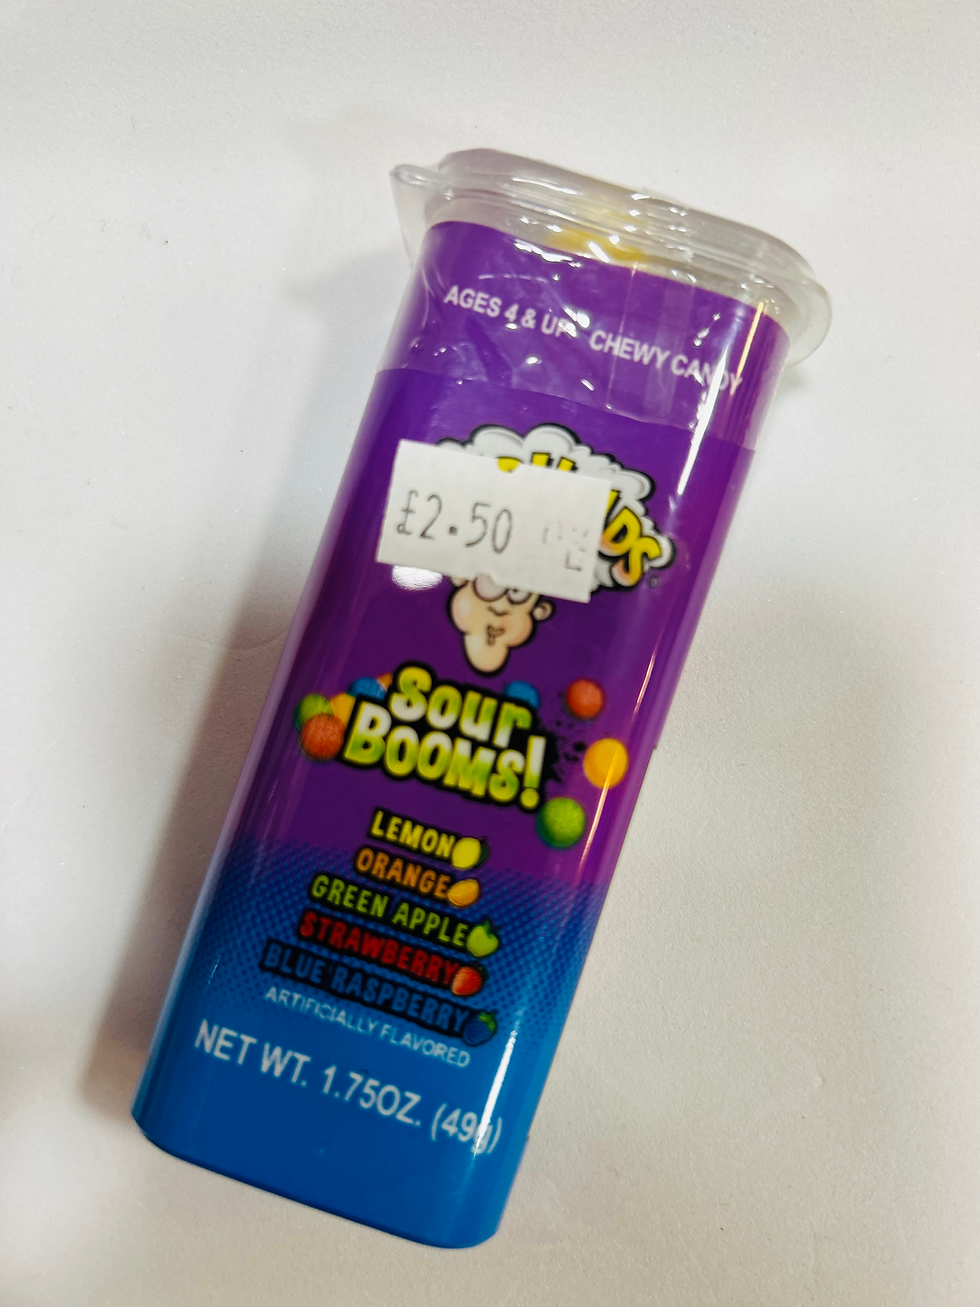 AGES 4 & UP CHEWY CANDY
£2.50
Sour
BOOMS!
LEMON
ORANGE
GREEN APPLE
STRAWBERRY
BLUE RASPBERRY
ARTIFICIALLY FLAVORED
NET WT. 1.75OZ. (49g)